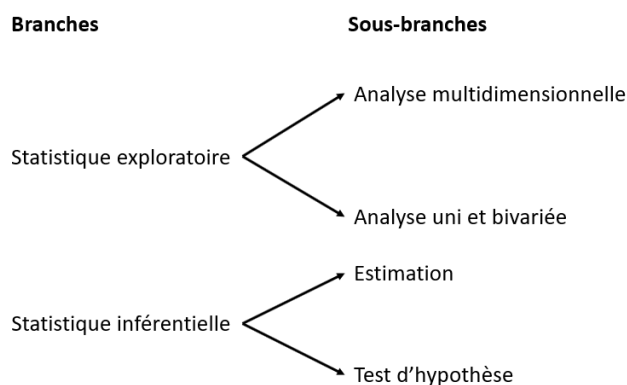 Branches
Sous-branches
Analyse multidimensionnelle
Statistique exploratoire
Analyse uni et bivariée
Estimation
Statistique inférentielle
Test d’hypothèse